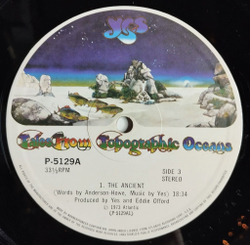 yes
Tales From Topographic Oceans
P-5129A
33⅓RPM
SIDE 3
STEREO
1. THE ANCIENT
(Words by Anderson-Howe, Music by Yes) 18:34
Produced by Yes and Eddie Offord
℗ 1973 Atlantic
(P-5129A1)